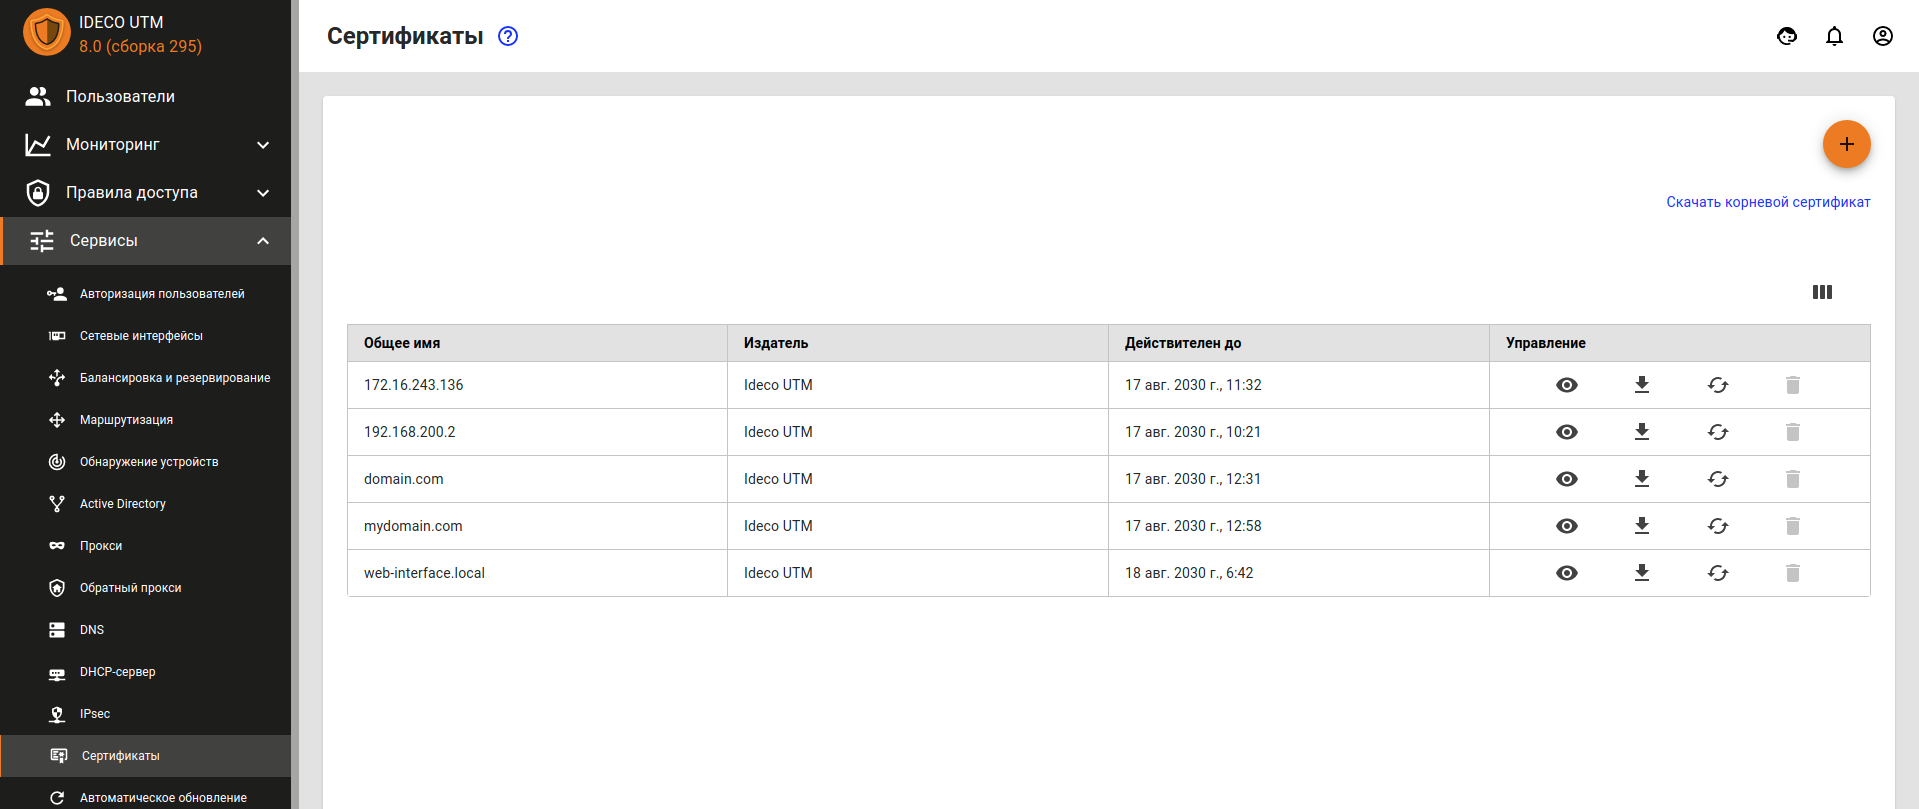 IDECO UTM
8.0 (сборка 295)
Пользователи
Мониторинг
Правила доступа
Сервисы
Авторизация пользователей
Сетевые интерфейсы
Балансировка и резервирование
Маршрутизация
Обнаружение устройств
Active Directory
Прокси
Обратный прокси
DNS
DHCP-сервер
IPsec
Сертификаты
Автоматическое обновление
Сертификаты
Скачать корневой сертификат
Общее имя Издатель Действителен до Управление
172.16.243.136 Ideco UTM 17 авг. 2030 г., 11:32
192.168.200.2 Ideco UTM 17 авг. 2030 г., 10:21
domain.com Ideco UTM 17 авг. 2030 г., 12:31
mydomain.com Ideco UTM 17 авг. 2030 г., 12:58
web-interface.local Ideco UTM 18 авг. 2030 г., 6:42